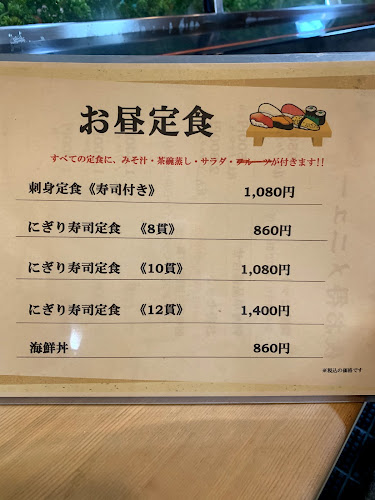 お昼定食
すべての定食に、みそ汁・茶碗蒸し・サラダ・フルーツが付きます!!
刺身定食《寿司付き》 1,080円
にぎり寿司定食 《8貫》 860円
にぎり寿司定食 《10貫》 1,080円
にぎり寿司定食 《12貫》 1,400円
海鮮丼 860円
※税込の価格です